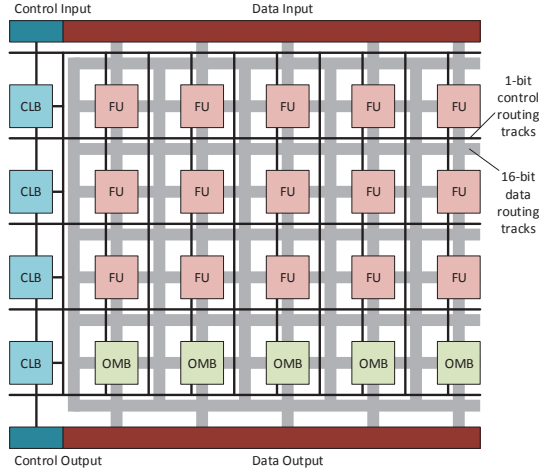 Control Input Data Input
CLB FU FU FU FU FU
1-bit
control
routing
tracks
16-bit
data
routing
tracks
CLB FU FU FU FU FU
CLB FU FU FU FU FU
CLB OMB OMB OMB OMB OMB
Control Output Data Output